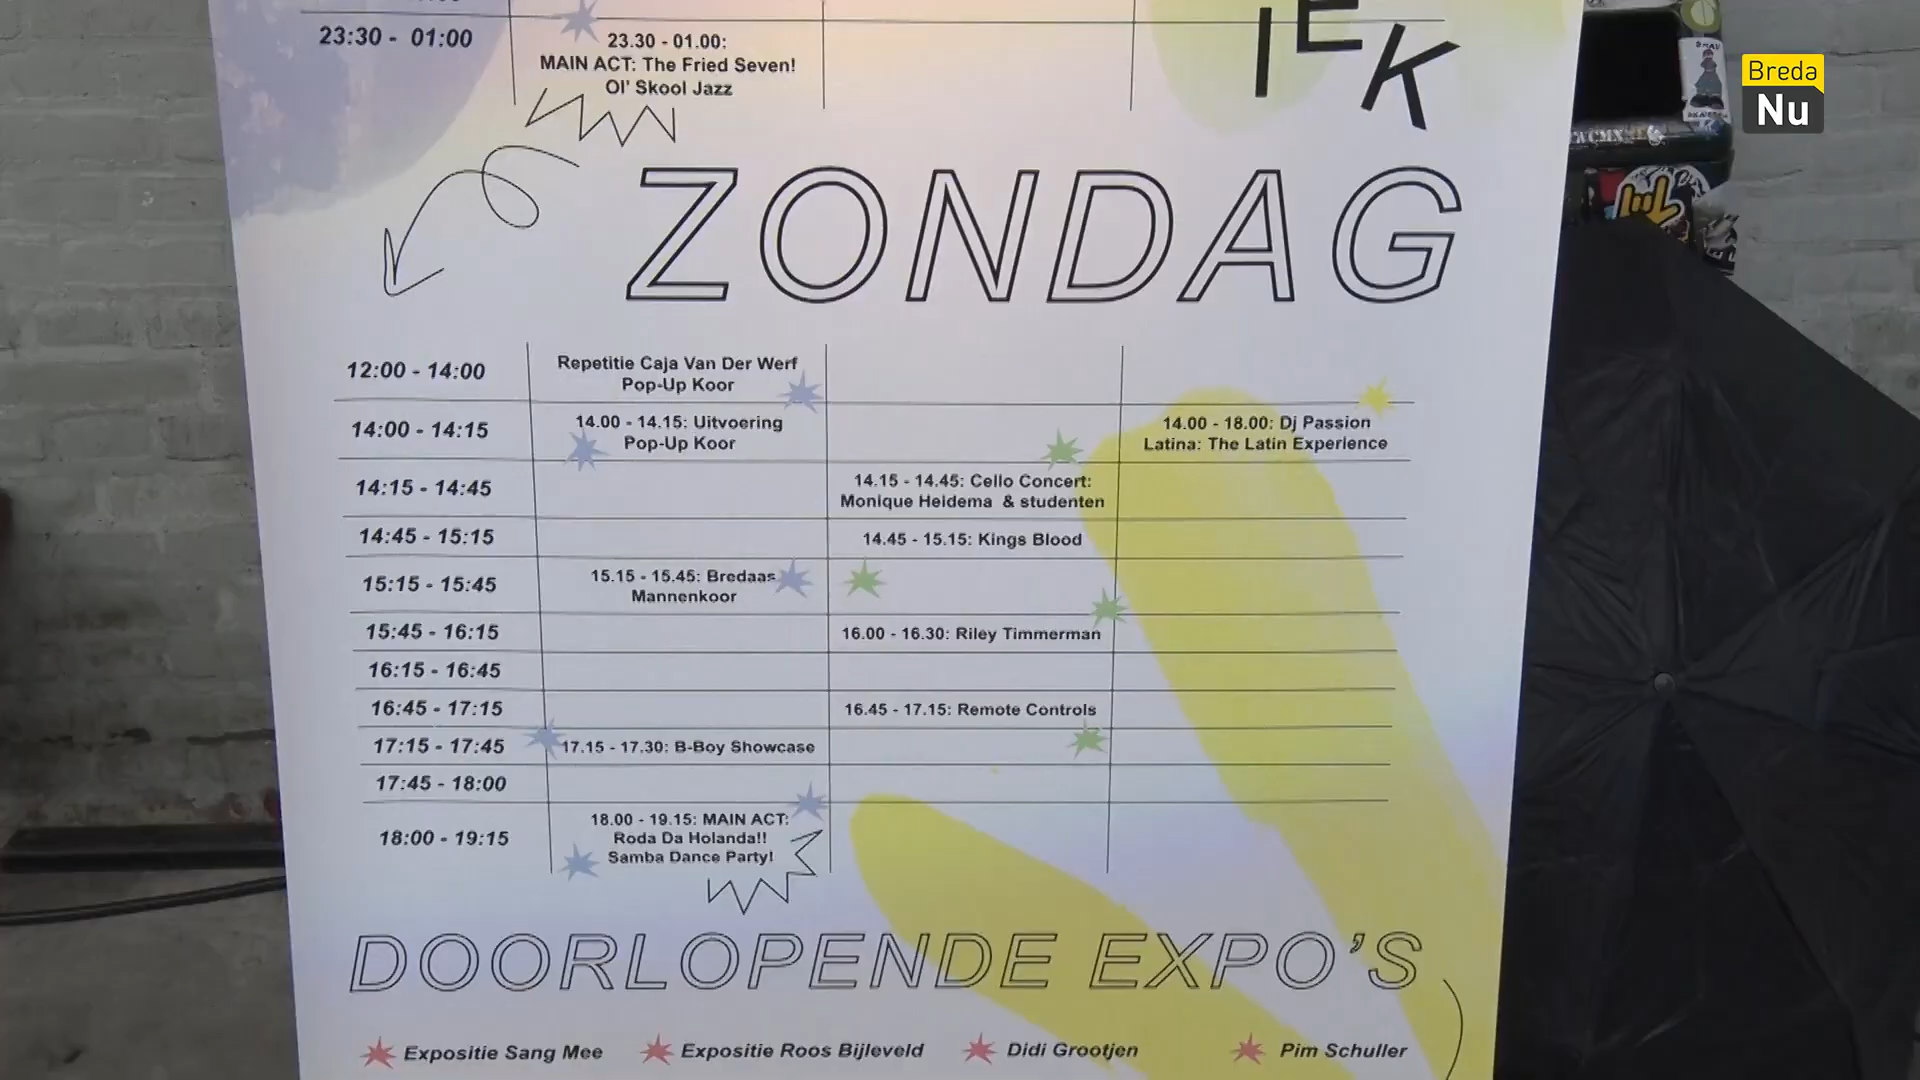 23:30 - 01:00
23.30 - 01.00:
MAIN ACT: The Fried Seven!
Ol' Skool Jazz
IEK
Breda
Nu
ZONDAG
12:00 - 14:00
Repetitie Caja Van Der Werf
Pop-Up Koor
14:00 - 14:15
14.00 - 14.15: Uitvoering
Pop-Up Koor
14.00 - 18.00: Dj Passion
Latina: The Latin Experience
14:15 - 14:45
14.15 - 14.45: Cello Concert:
Monique Heidema & studenten
14:45 - 15:15
14.45 - 15.15: Kings Blood
15:15 - 15:45
15.15 - 15.45: Bredaas
Mannenkoor
15:45 - 16:15
16.00 - 16.30: Riley Timmerman
16:15 - 16:45
16:45 - 17:15
16.45 - 17.15: Remote Controls
17:15 - 17:45
17.15 - 17.30: B-Boy Showcase
17:45 - 18:00
18:00 - 19:15
18.00 - 19.15: MAIN ACT:
Roda Da Holanda!!
Samba Dance Party!
DOORLOPENDE EXPO'S
Expositie Sang Mee
Expositie Roos Bijleveld
Didi Grootjen
Pim Schuller